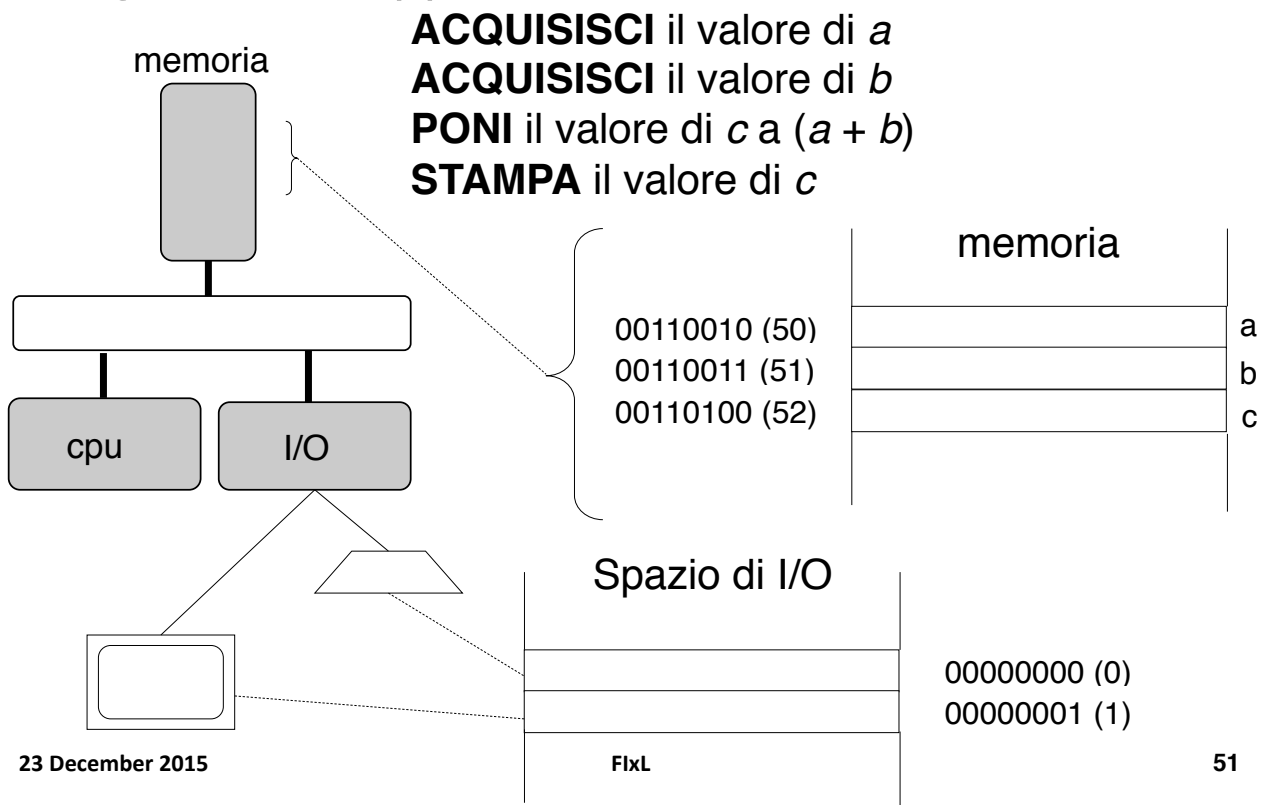 ACQUISISCI il valore di a
memoria
ACQUISISCI il valore di b
PONI il valore di c a (a + b)
STAMPA il valore di c
memoria
00110010 (50) a
00110011 (51) b
00110100 (52) c
cpu I/O
Spazio di I/O
00000000 (0)
00000001 (1)
23 December 2015 FIxL 51